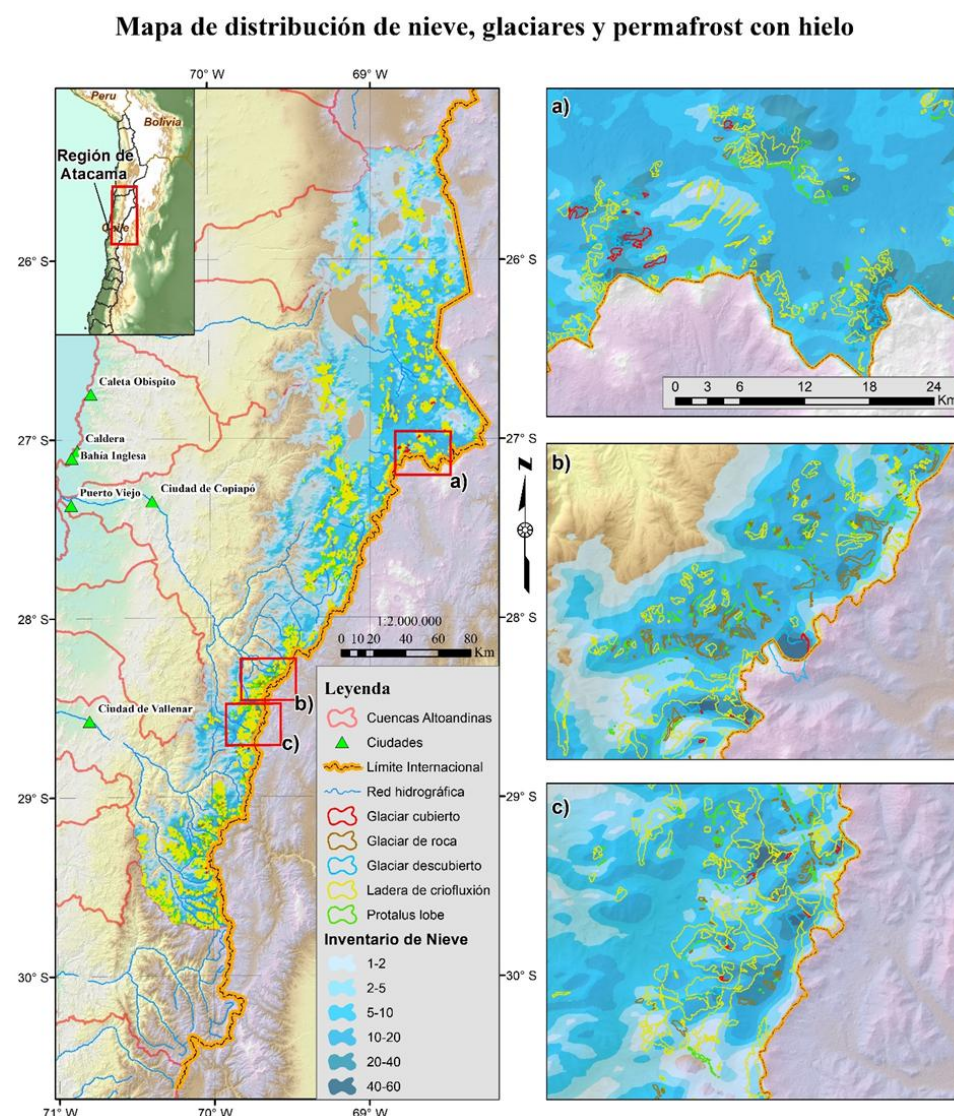 Mapa de distribución de nieve, glaciares y permafrost con hielo
70° W
69° W
Peru
Bolivia
Región de
Atacama
Chile
26° S
27° S
28° S
29° S
30° S
Caleta Obispito
Caldera
Bahía Inglesa
Puerto Viejo
Ciudad de Copiapó
Ciudad de Vallenar
a)
b)
c)
1:2.000.000
0 10 20 40 60 80
Km
Leyenda
Cuencas Altoandinas
Ciudades
Límite Internacional
Red hidrográfica
Glaciar cubierto
Glaciar de roca
Glaciar descubierto
Ladera de criofluxión
Protalus lobe
Inventario de Nieve
1-2
2-5
5-10
10-20
20-40
40-60
71° W
70° W
69° W
N
a)
26° S
0 3 6 12 18 24
Km
27° S
b)
28° S
29° S
c)
30° S